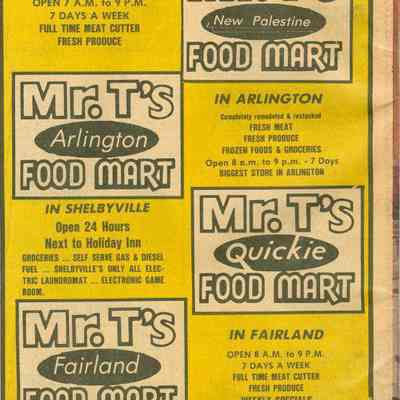 OPEN 7 A.M. to 9 P.M.
7 DAYS A WEEK
FULL TIME MEAT CUTTER
FRESH PRODUCE
New Palestine
FOOD MART
Mr. T's
Arlington
FOOD MART
IN ARLINGTON
Completely remodeled & restocked
FRESH MEAT
FRESH PRODUCE
FROZEN FOODS & GROCERIES
Open 8 a.m. to 9 p.m. - 7 Days
BIGGEST STORE IN ARLINGTON
IN SHELBYVILLE
Open 24 Hours
Next to Holiday Inn
GROCERIES ... SELF SERVE GAS & DIESEL
FUEL ... SHELBYVILLE'S ONLY ALL ELEC-
TRIC LAUNDROMAT ... ELECTRONIC GAME
ROOM.
Mr. T's
Quickie
FOOD MART
Mr. T's
Fairland
FOOD MART
IN FAIRLAND
OPEN 8 A.M. to 9 P.M.
7 DAYS A WEEK
FULL TIME MEAT CUTTER
FRESH PRODUCE
WEEKLY SPECIALS